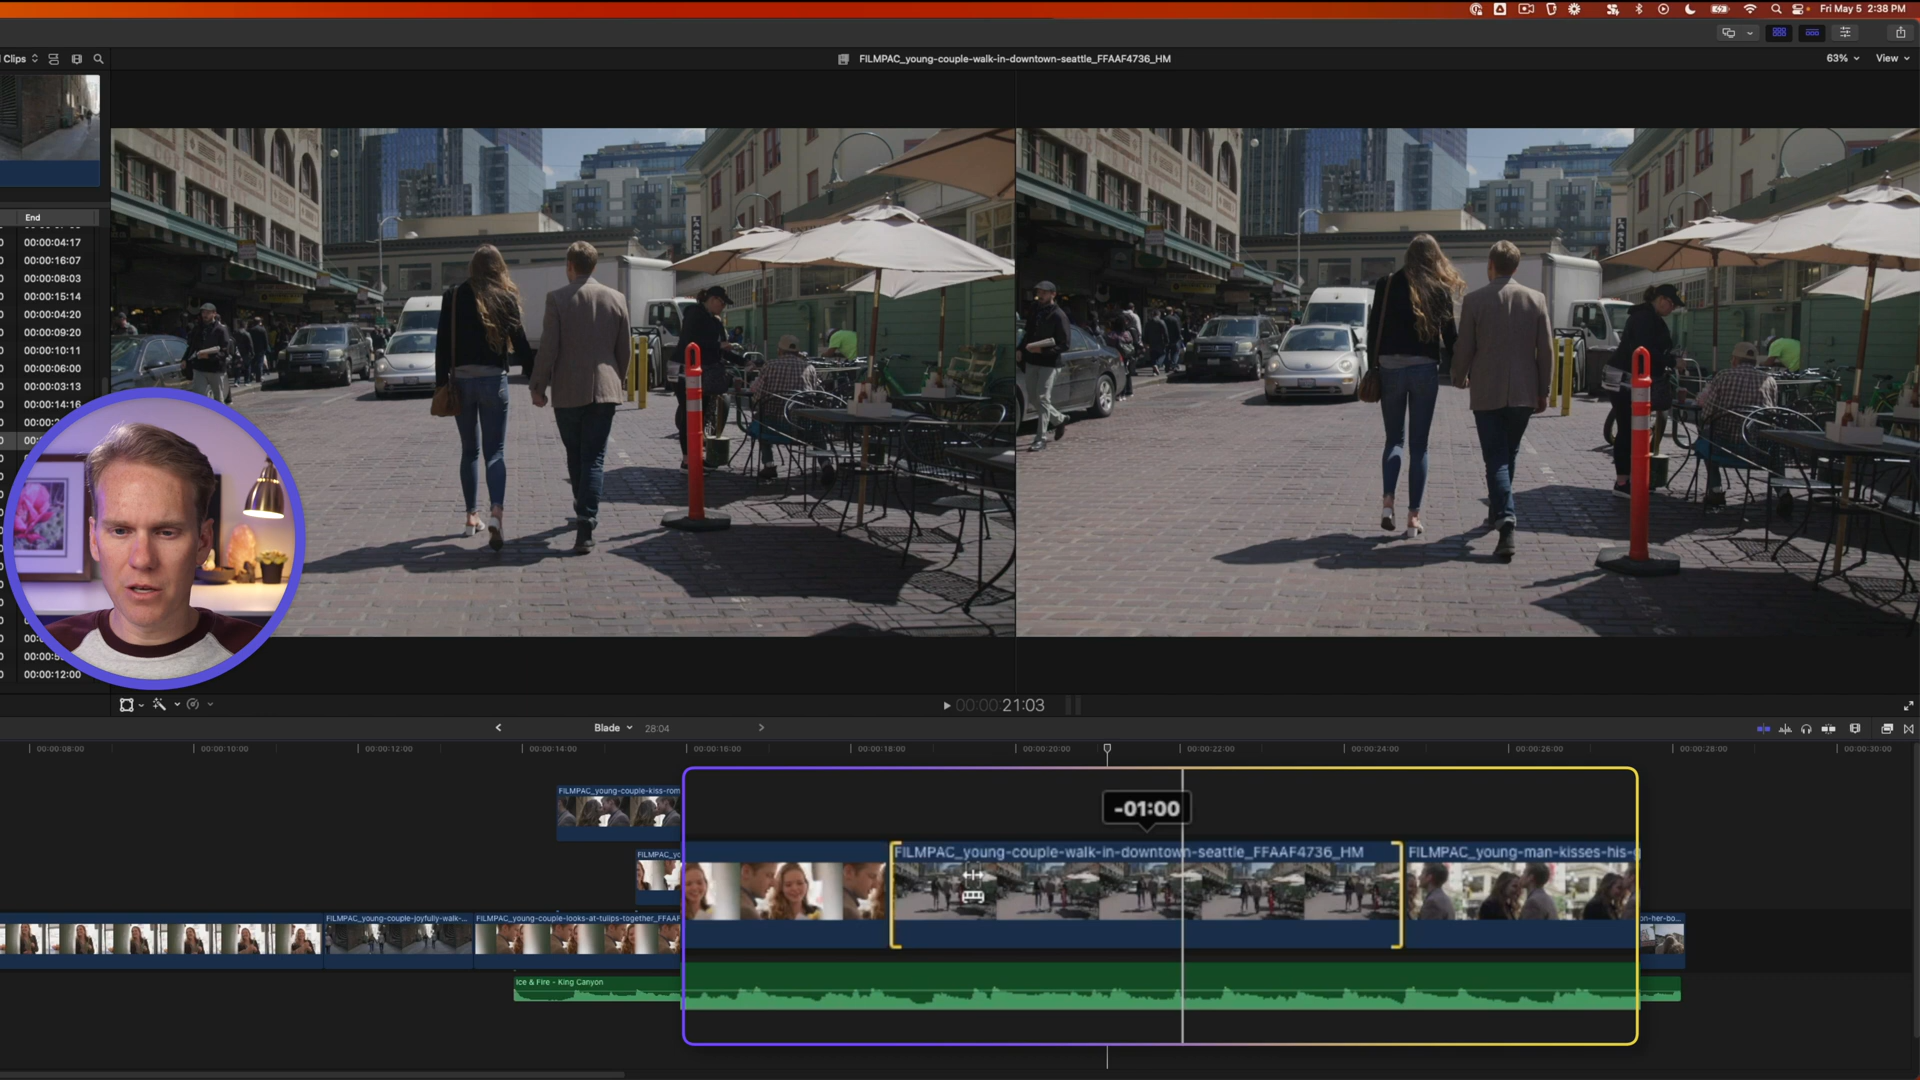 Fri May 5 2:38 PM
Clips
FILMPAC_young-couple-walk-in-downtown-seattle_FFAAF4736_HM
63%
View
End
00:00:04:17
00:00:16:07
00:00:08:03
00:00:15:14
00:00:04:20
00:00:09:20
00:00:10:11
00:00:06:00
00:00:03:13
00:00:14:16
00:00:12:00
00:00:21:03
Blade
28:04
00:00:08:00
00:00:10:00
00:00:12:00
00:00:14:00
00:00:16:00
00:00:18:00
00:00:20:00
00:00:22:00
00:00:24:00
00:00:26:00
00:00:28:00
00:00:30:00
FILMPAC_young-couple-kiss-rom
-01:00
FILMPAC_yo
FILMPAC_young-couple-walk-in-downtown-seattle_FFAAF4736_HM
FILMPAC_young-man-kisses-his-g
FILMPAC_young-couple-joyfully-walk-...
FILMPAC_young-couple-looks-at-tulips-together_FFAAF
on-her-bo...
Ice & Fire - King Canyon